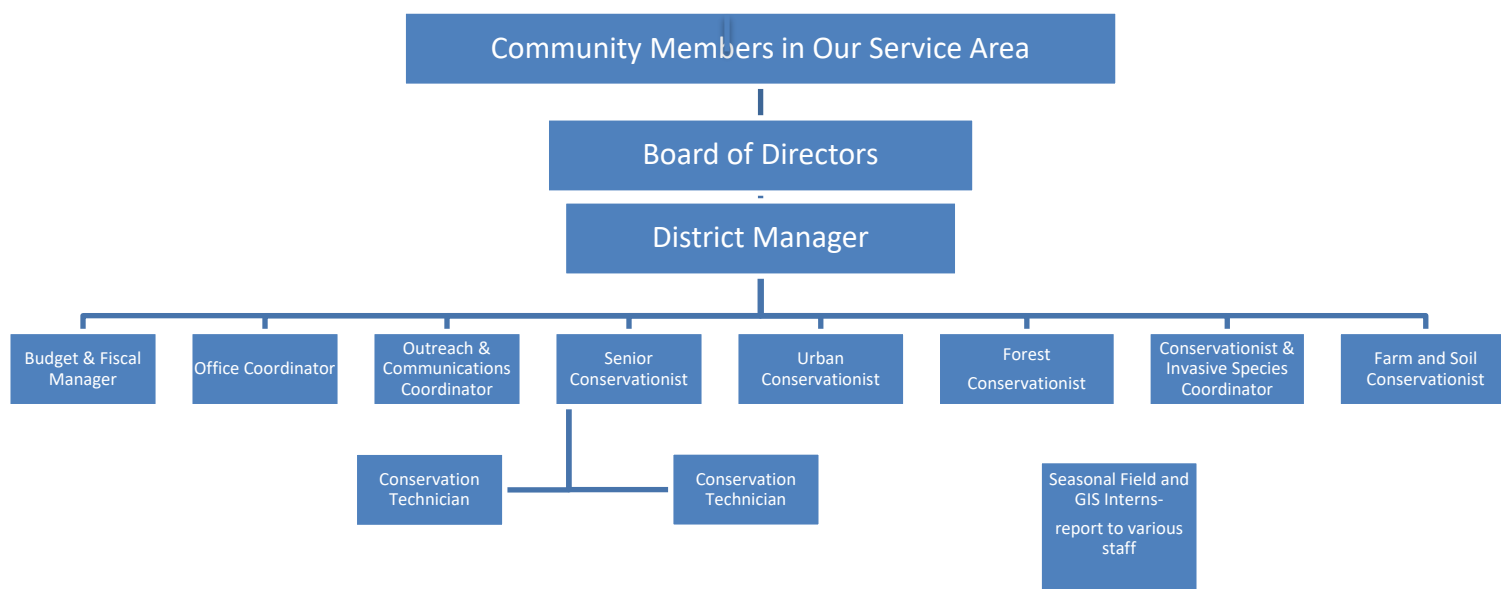 Community Members in Our Service Area
Board of Directors
District Manager
Budget & Fiscal
Manager
Office Coordinator
Outreach &
Communications
Coordinator
Senior
Conservationist
Urban
Conservationist
Forest
Conservationist
Conservationist &
Invasive Species
Coordinator
Farm and Soil
Conservationist
Conservation
Technician
Conservation
Technician
Seasonal Field and
GIS Interns-
report to various
staff